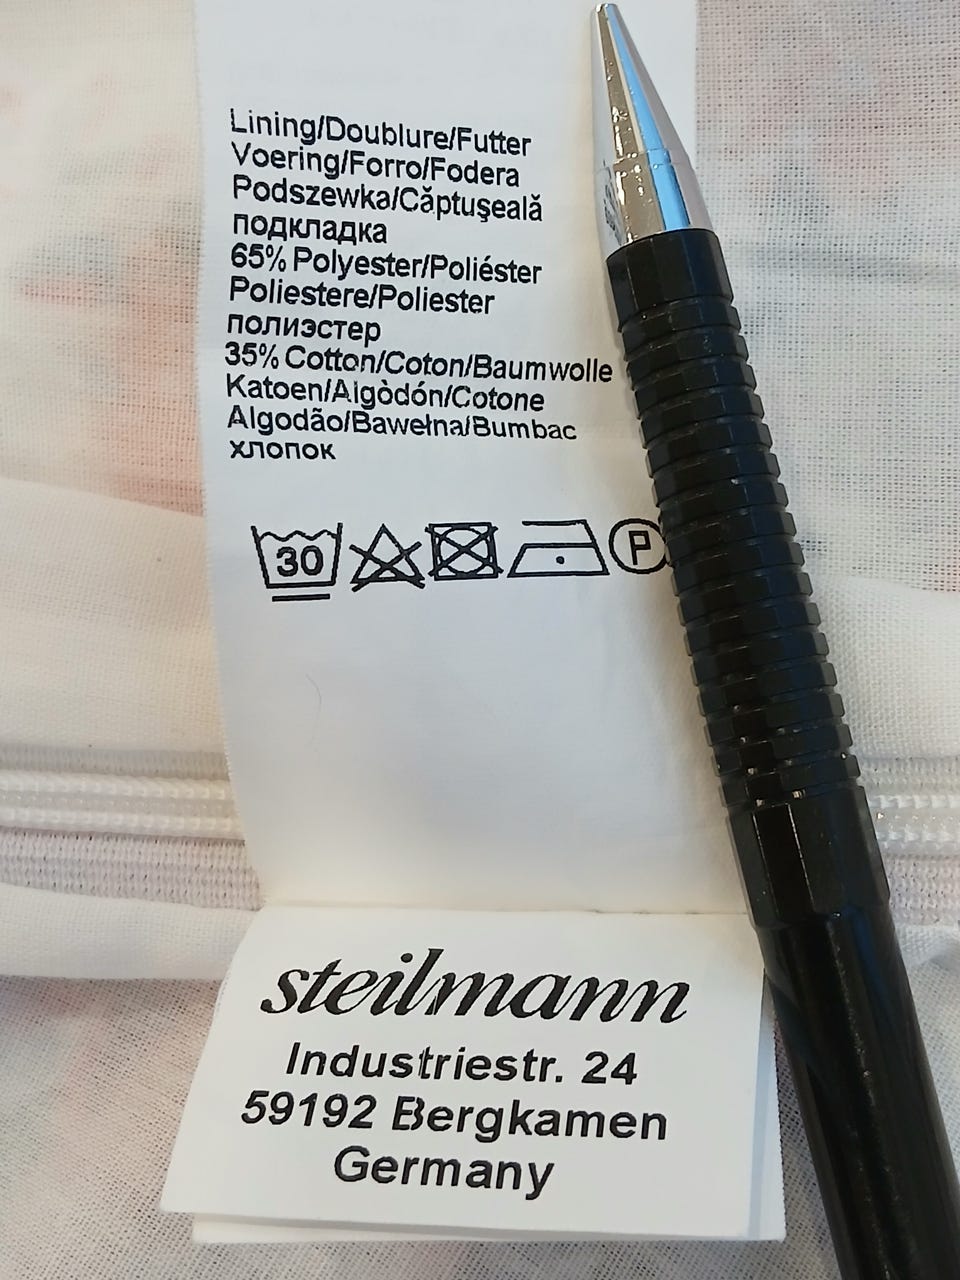 Lining/Doublure/Futter
Voering/Forro/Fodera
Podszewka/Căptuşeală
подкладка
65% Polyester/Poliéster
Poliestere/Poliester
полиэстер
35% Cotton/Coton/Baumwolle
Katoen/Algòdón/Cotone
Algodão/Bawełna/Bumbac
хлопок
30 P
steilmann
Industriestr. 24
59192 Bergkamen
Germany